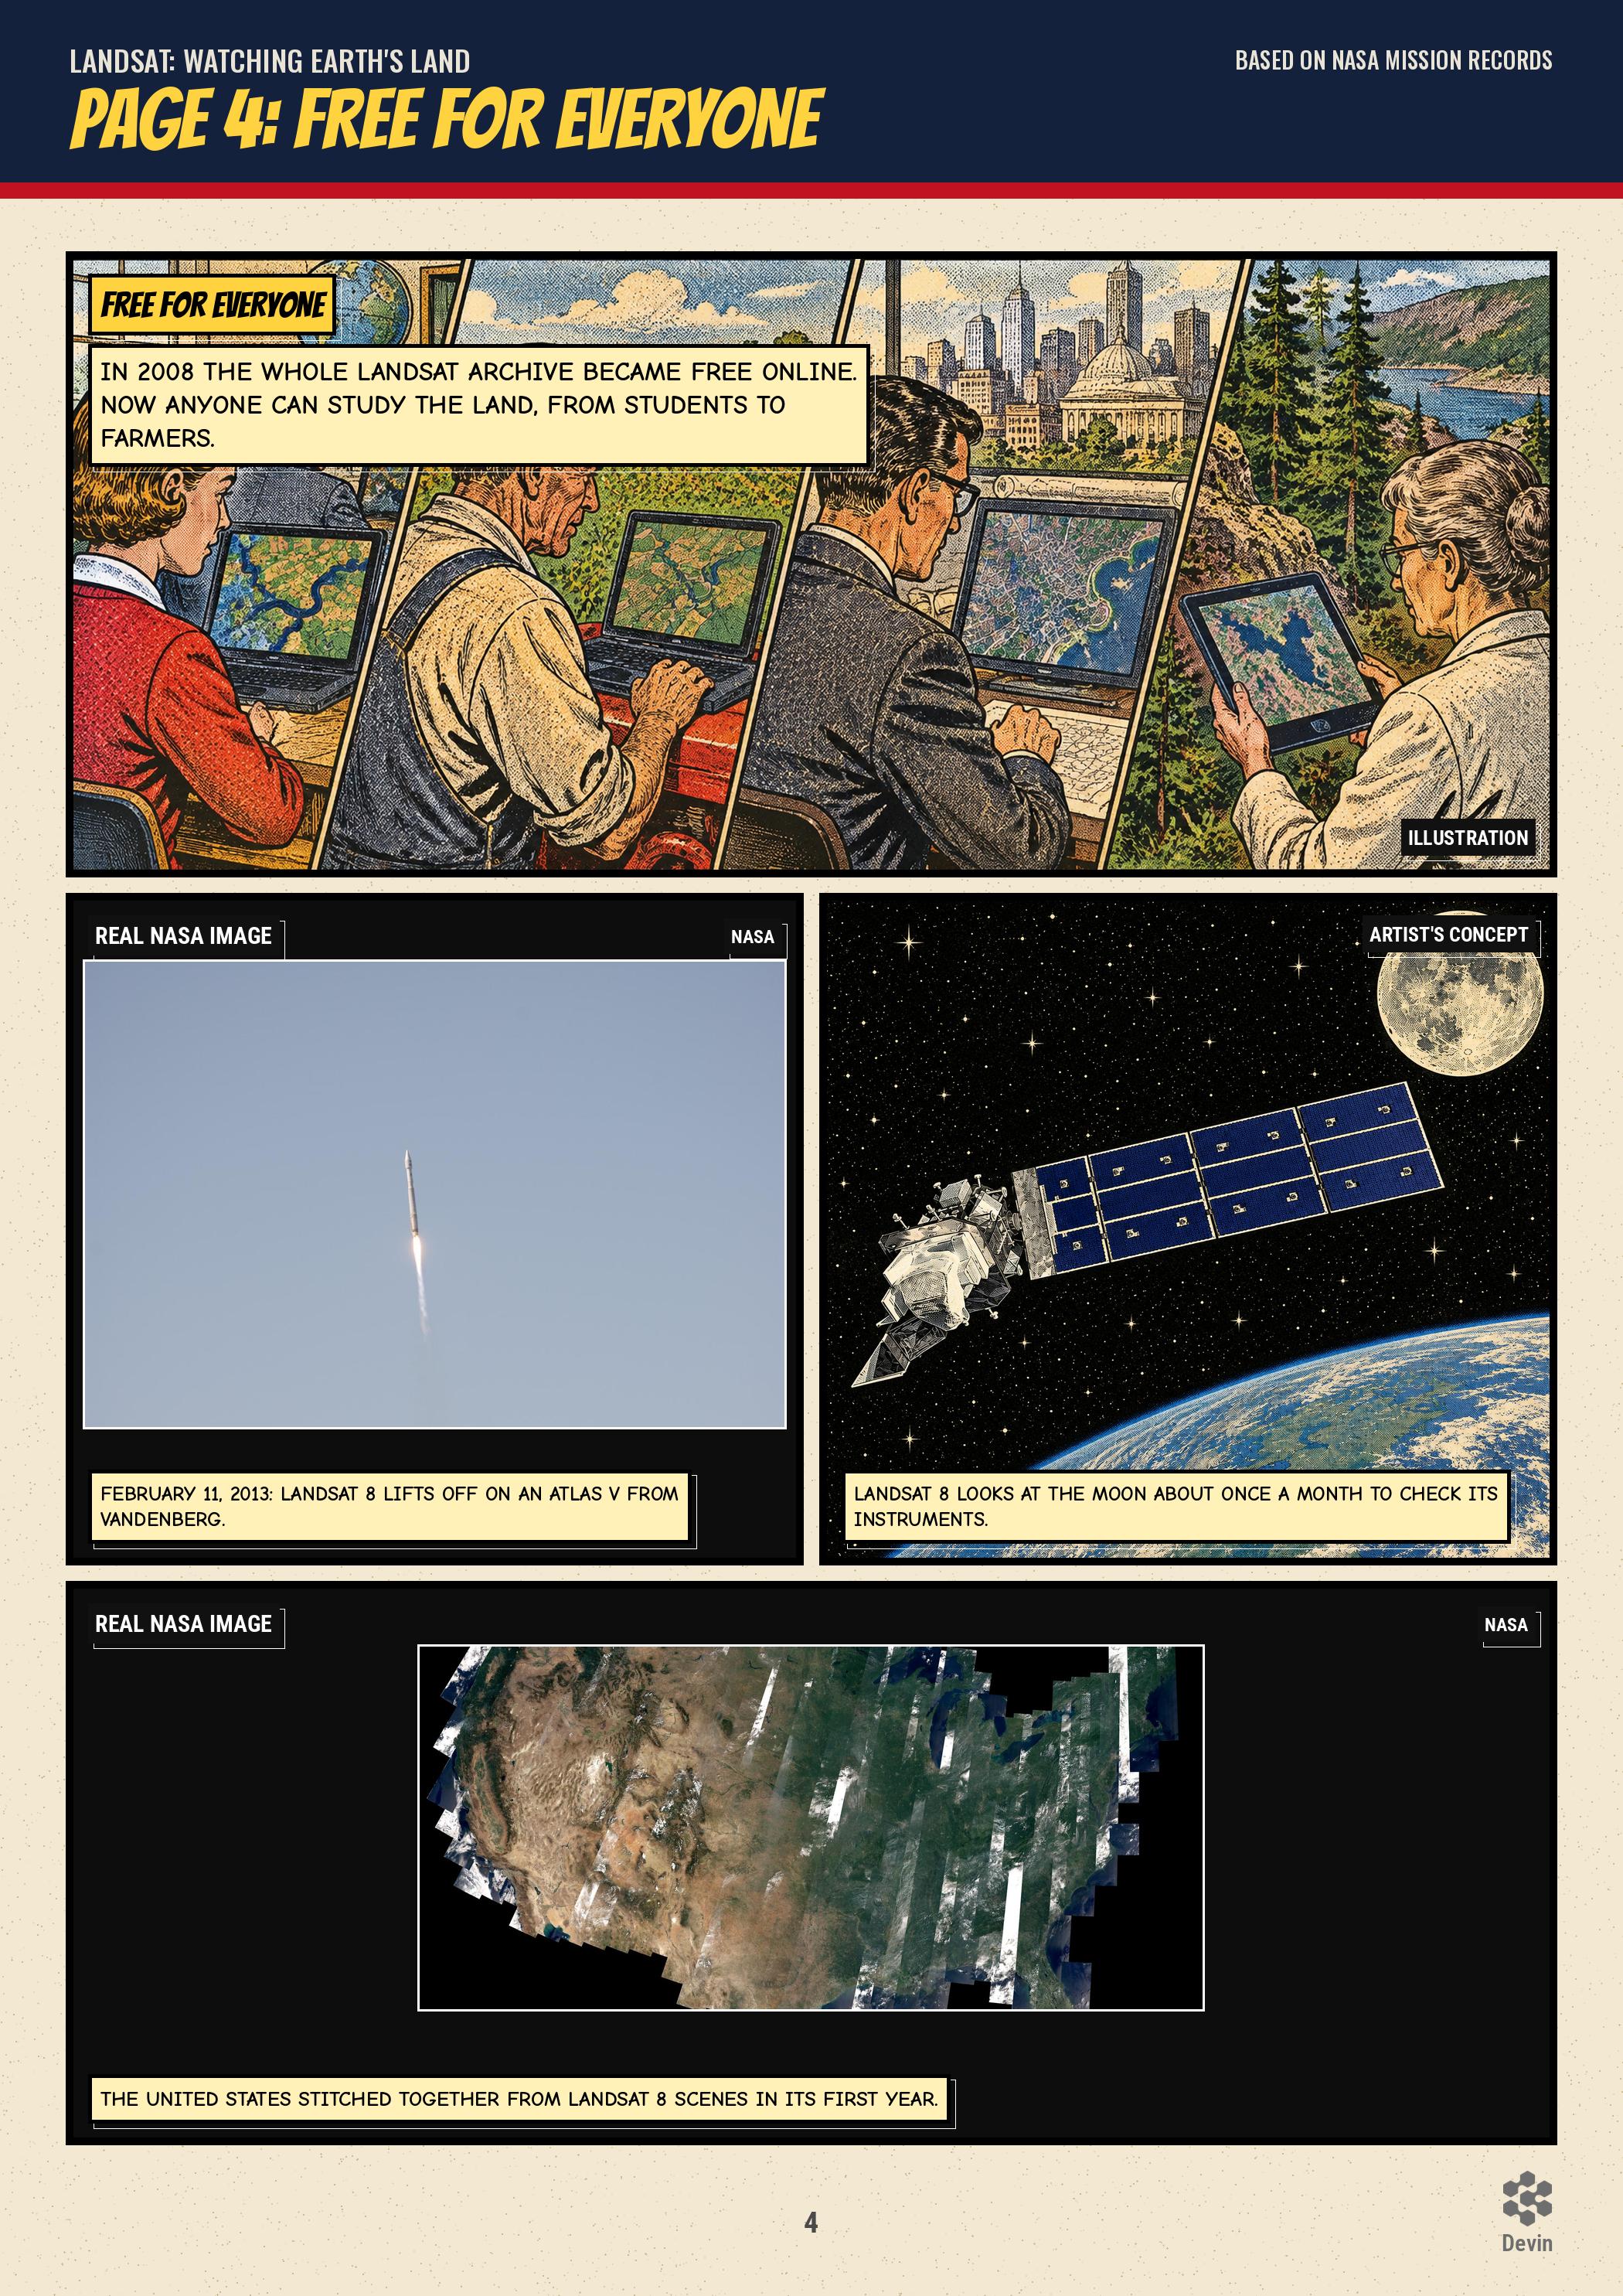 LANDSAT: WATCHING EARTH'S LAND
BASED ON NASA MISSION RECORDS
PAGE 4: FREE FOR EVERYONE
FREE FOR EVERYONE
IN 2008 THE WHOLE LANDSAT ARCHIVE BECAME FREE ONLINE.
NOW ANYONE CAN STUDY THE LAND, FROM STUDENTS TO
FARMERS.
ILLUSTRATION
REAL NASA IMAGE
NASA
FEBRUARY 11, 2013: LANDSAT 8 LIFTS OFF ON AN ATLAS V FROM
VANDENBERG.
ARTIST'S CONCEPT
LANDSAT 8 LOOKS AT THE MOON ABOUT ONCE A MONTH TO CHECK ITS
INSTRUMENTS.
REAL NASA IMAGE
NASA
THE UNITED STATES STITCHED TOGETHER FROM LANDSAT 8 SCENES IN ITS FIRST YEAR.
4
Devin